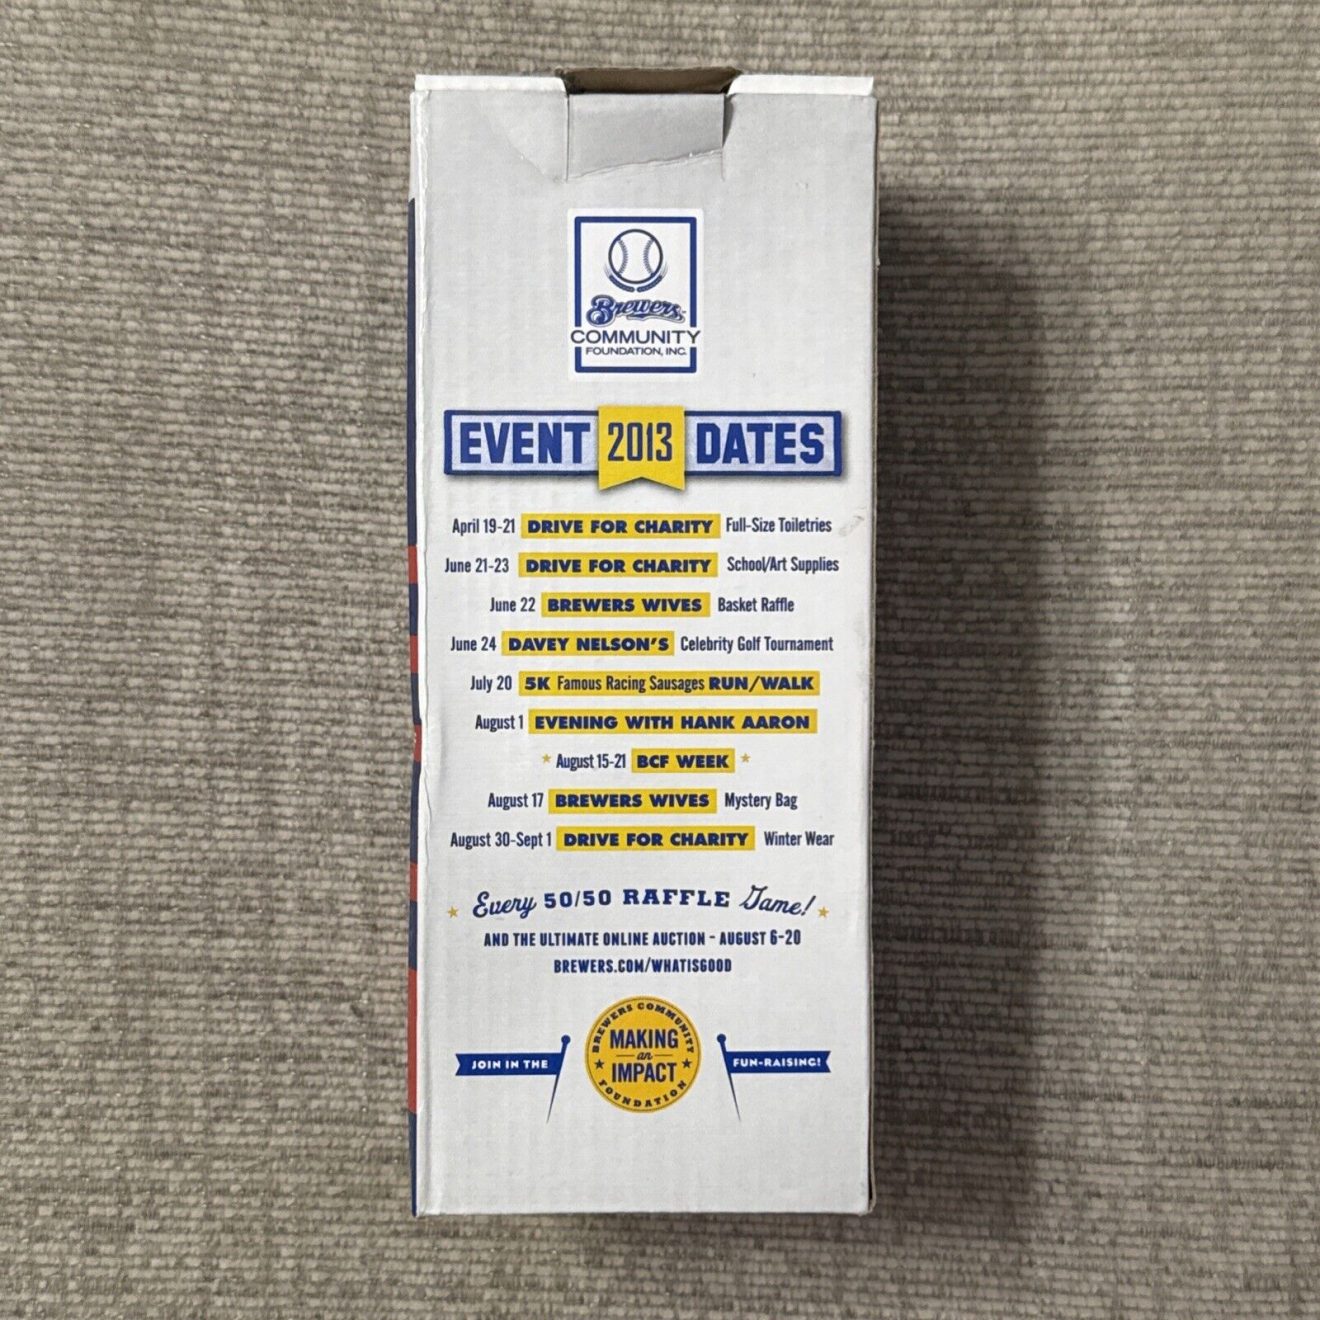 Brewers
COMMUNITY
FOUNDATION, INC.
EVENT 2013 DATES
April 19-21 DRIVE FOR CHARITY Full-Size Toiletries
June 21-23 DRIVE FOR CHARITY School/Art Supplies
June 22 BREWERS WIVES Basket Raffle
June 24 DAVEY NELSON'S Celebrity Golf Tournament
July 20 5K Famous Racing Sausages RUN/WALK
August 1 EVENING WITH HANK AARON
August 15-21 BCF WEEK
August 17 BREWERS WIVES Mystery Bag
August 30-Sept 1 DRIVE FOR CHARITY Winter Wear
Every 50/50 RAFFLE Game!
AND THE ULTIMATE ONLINE AUCTION - AUGUST 6-20
BREWERS.COM/WHATISGOOD
JOIN IN THE
BREWERS COMMUNITY
MAKING
an
IMPACT
FOUNDATION
FUN-RAISING!